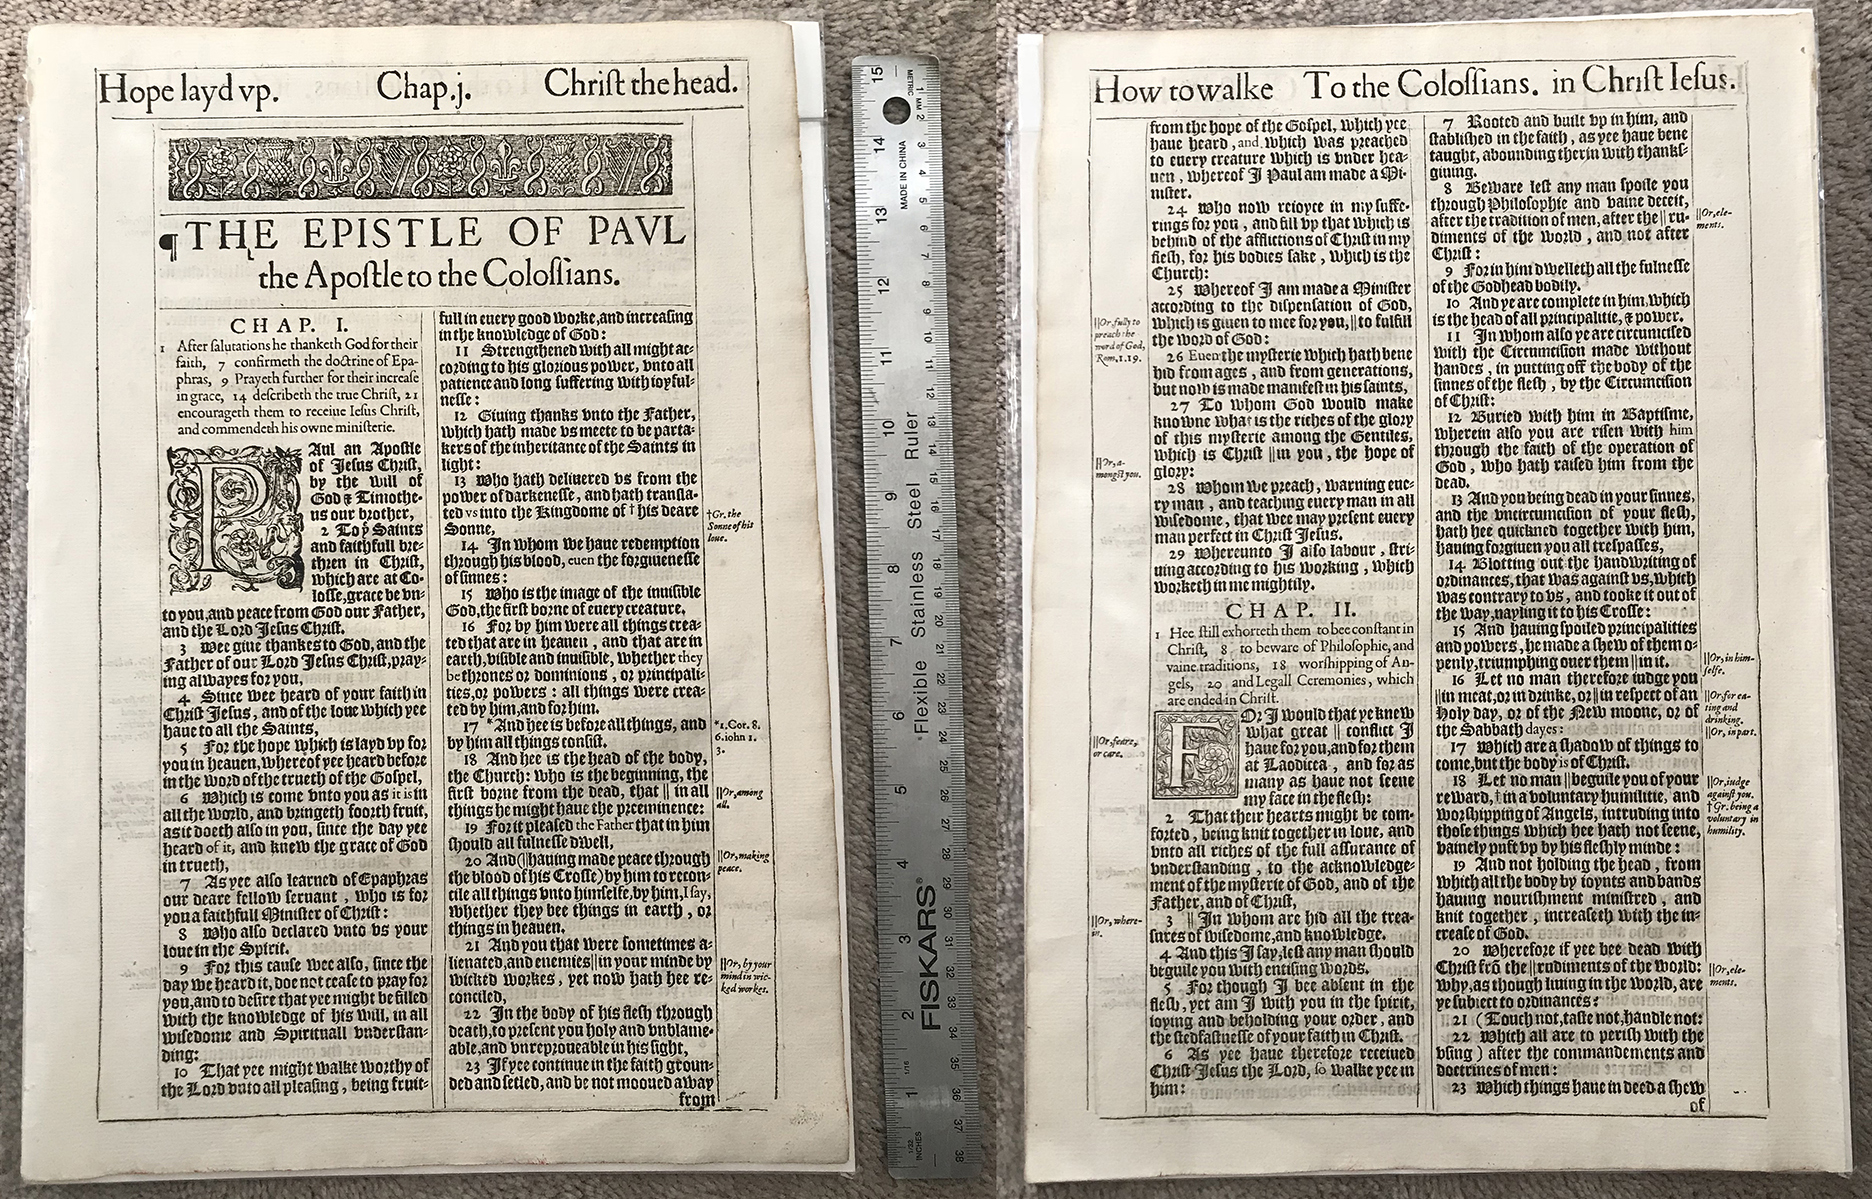 Hope layd vp. Chap.j. Chriſt the head.
¶THE EPISTLE OF PAVL
the Apoſtle to the Coloſſians.
CHAP. I.
1 After ſalutations he thanketh God for their
faith, 7 confirmeth the doctrine of Epa-
phras, 9 Prayeth further for their increaſe
in grace, 14 deſcribeth the true Chriſt, 21
encourageth them to receiue Ieſus Chriſt,
and commendeth his owne miniſterie.
PAul an Apoſtle
of Jeſus Chriſt,
by the will of
God & Timothe-
us our brother,
2 To yͤ Saints
and faithfull bre-
thren in Chriſt,
which are at Co-
loſſe, grace be vn-
to you, and peace from God our Father,
and the Lord Jeſus Chriſt.
3 Wee giue thankes to God, and the
Father of our Lord Jeſus Chriſt, pray-
ing alwayes for you,
4 Since wee heard of your faith in
Chriſt Jeſus, and of the loue which yee
haue to all the Saints,
5 For the hope which is layd vp for
you in heauen, whereof yee heard before
in the word of the trueth of the Goſpel,
6 Which is come vnto you as it is in
all the world, and bringeth foorth fruit,
as it doeth alſo in you, ſince the day yee
heard of it, and knew the grace of God
in trueth,
7 As yee alſo learned of Epaphras
our deare fellow ſeruant, who is for
you a faithfull Miniſter of Chriſt:
8 Who alſo declared vnto vs your
loue in the Spirit.
9 For this cauſe wee alſo, ſince the
day we heard it, doe not ceaſe to pray for
you, and to deſire that yee might be filled
with the knowledge of his will, in all
wiſedome and Spirituall vnderſtan-
ding:
10 That yee might walke worthy of
the Lord vnto all pleaſing, being fruit-
full in euery good worke, and increaſing
in the knowledge of God:
11 Strengthened with all might ac-
cording to his glorious power, vnto all
patience and long ſuffering with ioyful-
neſſe:
12 Giuing thanks vnto the Father,
which hath made vs meete to be parta-
kers of the inheritance of the Saints in
light:
13 Who hath deliuered vs from the
power of darkeneſſe, and hath tranſla-
ted vs into the Kingdome of † his deare
Sonne,
†Gr. the
Sonne of his
loue.
14 In whom we haue redemption
through his blood, euen the forgiueneſſe
of ſinnes:
15 Who is the image of the inuiſible
God, the firſt borne of euery creature.
16 For by him were all things crea-
ted that are in heauen, and that are in
earth, viſible and inuiſible, whether they
be thrones or dominions, or principali-
ties, or powers: all things were crea-
ted by him, and for him.
17 *And hee is before all things, and
by him all things conſiſt.
*1.Cor. 8.
6. iohn 1.
3.
18 And hee is the head of the body,
the Church: who is the beginning, the
firſt borne from the dead, that || in all
things he might haue the preeminence:
||Or, among
all.
19 For it pleaſed the Father that in him
ſhould all fulneſſe dwell,
20 And (||hauing made peace through
the blood of his Croſſe) by him to recon-
cile all things vnto himſelfe, by him, I ſay,
whether they bee things in earth, or
things in heauen.
||Or, making
peace.
21 And you that were ſometimes a-
lienated, and enemies || in your minde by
wicked workes, yet now hath hee re-
conciled,
||Or, by your
mind in wic-
ked workes.
22 In the body of his fleſh through
death, to preſent you holy and vnblame-
able, and vnreproueable in his ſight,
23 If yee continue in the faith groun-
ded and ſetled, and be not mooued away
from
15 14 13 12 11 10 9 8 7 6 5 4 3 2 1
METRIC 1 MM 2 3 4 5 6 7 8 9 10 11 12 13 14 15 16 17 18 19 20 21 22 23 24 25 26 27 28 29 30 31 32 33 34 35 36 37 38
MADE IN CHINA
FISKARS® Flexible Stainless Steel Ruler
1/16
1/32
INCHES
How to walke To the Coloſſians. in Chriſt Ieſus.
from the hope of the Goſpel, which yee
haue heard, and which was preached
to euery creature which is vnder hea-
uen, whereof J Paul am made a Mi-
niſter.
24 Who now reioyce in my ſuffe-
rings for you, and fill vp that which is
behind of the afflictions of Chriſt in my
fleſh, for his bodies ſake, which is the
Church:
25 Whereof J am made a Miniſter
according to the diſpenſation of God,
which is giuen to mee for you, || to fulfill
the word of God:
||Or, fully to
preach the
word of God,
Rom.1.19.
26 Euen the myſterie which hath bene
hid from ages, and from generations,
but now is made manifeſt in his ſaints,
27 To whom God would make
knowne what is the riches of the glory
of this myſterie among the Gentiles,
which is Chriſt || in you, the hope of
glory:
||Or, a-
mongſt you.
28 Whom we preach, warning eue-
ry man, and teaching euery man in all
wiſedome, that wee may preſent euery
man perfect in Chriſt Jeſus.
29 Whereunto J alſo labour, ſtri-
uing according to his working, which
worketh in me mightily.
CHAP. II.
1 Hee ſtill exhorteth them to bee conſtant in
Chriſt, 8 to beware of Philoſophie, and
vaine traditions, 18 worſhipping of An-
gels, 20 and Legall Ceremonies, which
are ended in Chriſt.
FOr J would that ye knew
what great || conflict J
haue for you, and for them
at Laodicea, and for as
many as haue not ſeene
my face in the fleſh:
||Or, feare,
or care.
2 That their hearts might be com-
forted, being knit together in loue, and
vnto all riches of the full aſſurance of
vnderſtanding, to the acknowledge-
ment of the myſterie of God, and of the
Father, and of Chriſt,
3 || In whom are hid all the trea-
ſures of wiſedome, and knowledge.
||Or, where-
in.
4 And this J ſay, leſt any man ſhould
beguile you with entiſing words.
5 For though J bee abſent in the
fleſh, yet am J with you in the ſpirit,
ioying and beholding your order, and
the ſtedfaſtneſſe of your faith in Chriſt.
6 As yee haue therefore receiued
Chriſt Jeſus the Lord, ſo walke yee in
him:
7 Rooted and built vp in him, and
ſtabliſhed in the faith, as yee haue bene
taught, abounding therin with thankſ-
giuing.
8 Beware leſt any man ſpoile you
through Philoſophie and vaine deceit,
after the tradition of men, after the || ru-
diments of the world, and not after
Chriſt:
||Or, ele-
ments.
9 For in him dwelleth all the fulneſſe
of the Godhead bodily.
10 And ye are complete in him, which
is the head of all principalitie, & power.
11 In whom alſo ye are circumciſed
with the Circumciſion made without
handes, in putting off the body of the
ſinnes of the fleſh, by the Circumciſion
of Chriſt:
12 Buried with him in Baptiſme,
wherein alſo you are riſen with him
through the faith of the operation of
God, who hath raiſed him from the
dead.
13 And you being dead in your ſinnes,
and the vncircumciſion of your fleſh,
hath hee quickned together with him,
hauing forgiuen you all treſpaſſes,
14 Blotting out the handwriting of
ordinances, that was againſt vs, which
was contrary to vs, and tooke it out of
the way, nayling it to his Croſſe:
15 And hauing ſpoiled principalities
and powers, he made a ſhew of them o-
penly, triumphing ouer them || in it.
||Or, in him-
ſelfe.
16 Let no man therefore iudge you
|| in meat, or in drinke, or || in reſpect of an
Holy day, or of the New moone, or of
the Sabbath dayes:
||Or, for ea-
ting and
drinking.
||Or, in part.
17 Which are a ſhadow of things to
come, but the body is of Chriſt.
18 Let no man || beguile you of your
reward, † in a voluntary humilitie, and
worſhipping of Angels, intruding into
thoſe things which hee hath not ſeene,
vainely puft vp by his fleſhly minde:
||Or, iudge
againſt you.
†Gr. being a
voluntary in
humility.
19 And not holding the head, from
which all the body by ioynts and bands
hauing nouriſhment miniſtred, and
knit together, increaſeth with the in-
creaſe of God.
20 Wherefore if yee bee dead with
Chriſt frō the || rudiments of the world:
why, as though liuing in the world, are
ye ſubiect to ordinances:
||Or, ele-
ments.
21 (Touch not, taſte not, handle not:
22 Which all are to periſh with the
vſing) after the commandements and
doctrines of men:
23 Which things haue in deed a ſhew
of